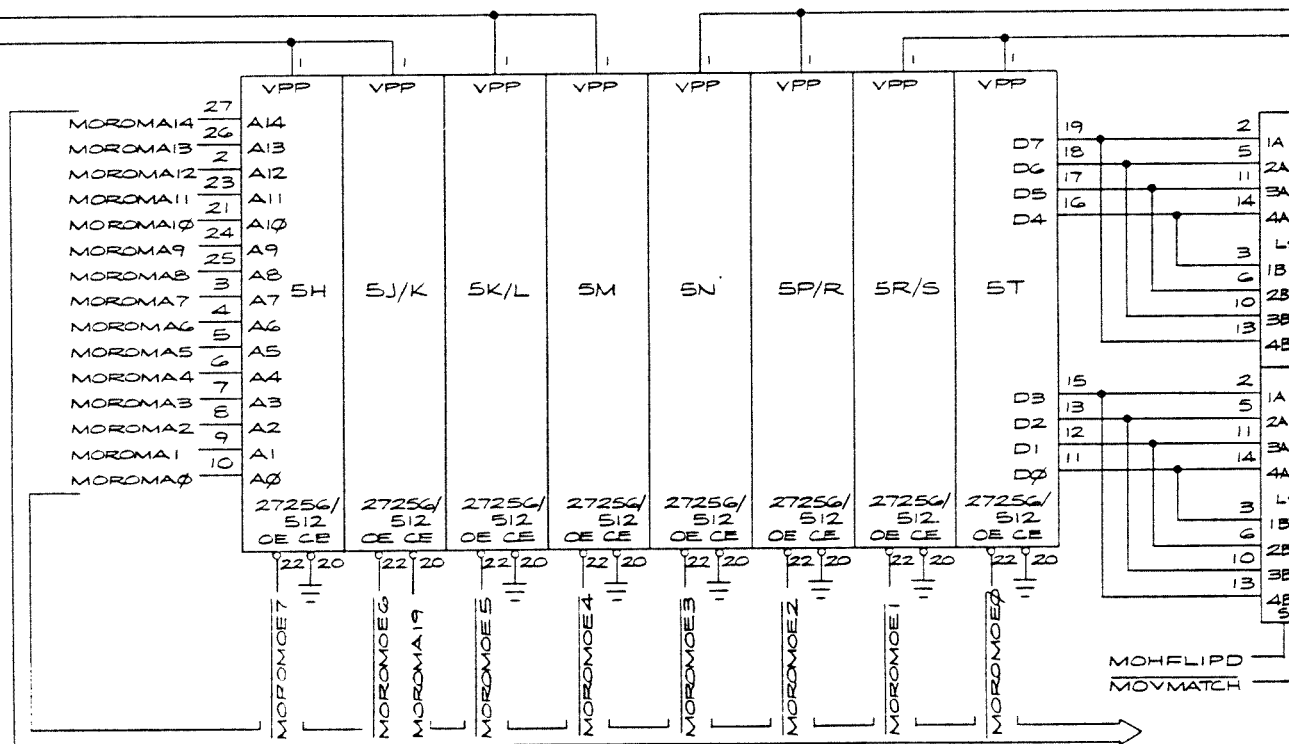 1 1 1 1 1 1 1 1
VPP VPP VPP VPP VPP VPP VPP VPP
MOROMA14 27 A14
MOROMA13 26 A13
MOROMA12 2 A12
MOROMA11 23 A11
MOROMA1Ø 21 A1Ø
MOROMA9 24 A9
MOROMA8 25 A8
MOROMA7 3 A7
MOROMA6 4 A6
MOROMA5 5 A5
MOROMA4 6 A4
MOROMA3 7 A3
MOROMA2 8 A2
MOROMA1 9 A1
MOROMAØ 10 AØ
5H 5J/K 5K/L 5M 5N 5P/R 5R/S 5T
D7 19
D6 18
D5 17
D4 16
D3 15
D2 13
D1 12
DØ 11
2 1A
5 2A
11 3A
14 4A
3 1B
6 2B
10 3B
13 4B
2 1A
5 2A
11 3A
14 4A
3 1B
6 2B
10 3B
13 4B
S
27256/ 27256/ 27256/ 27256/ 27256/ 27256/ 27256/ 27256/
512 512 512 512 512 512 512 512
OE CE OE CE OE CE OE CE OE CE OE CE OE CE OE CE
22 20 22 20 22 20 22 20 22 20 22 20 22 20 22 20
MOROMOE7
MOROMOE6
MOROMA19
MOROMOE5
MOROMOE4
MOROMOE3
MOROMOE2
MOROMOE1
MOROMOEØ
MOHFLIPD
MOVMATCH